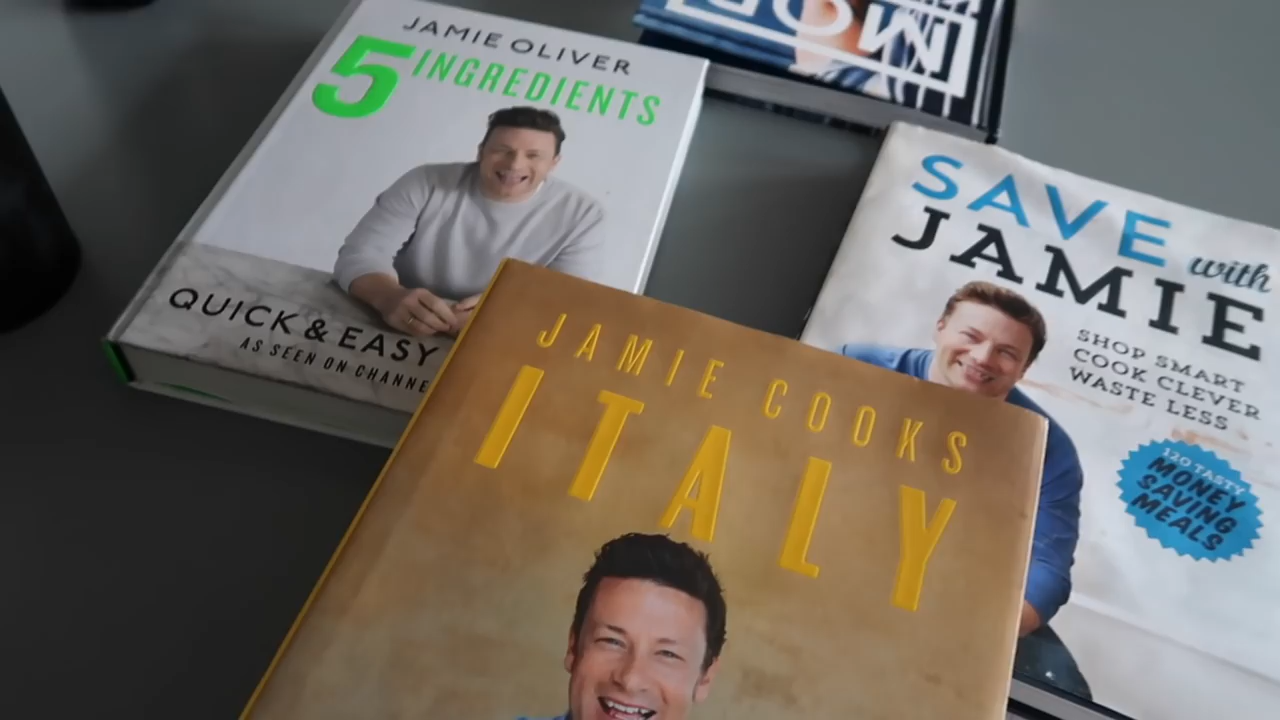 JAMIE OLIVER
5 INGREDIENTS
QUICK & EASY
AS SEEN ON CHANNE
SAVE with
JAMIE
SHOP SMART
COOK CLEVER
WASTE LESS
120 TASTY
MONEY
SAVING
MEALS
JAMIE COOKS
ITALY